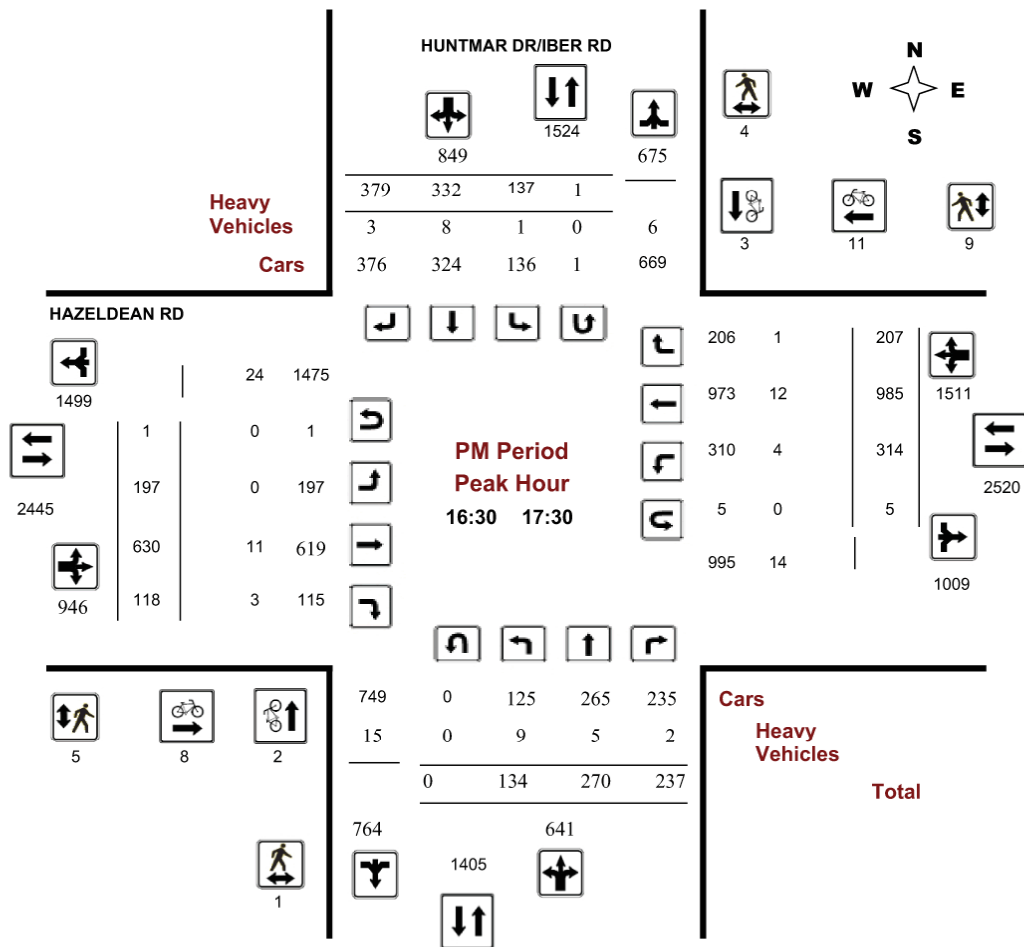 HUNTMAR DR/IBER RD
N
W E
S
1524
4
849 675
379 332 137 1
Heavy
Vehicles
3 8 1 0 6
3 11 9
Cars 376 324 136 1 669
HAZELDEAN RD
206 1 207
1499 24 1475
973 12 985 1511
1 0 1
310 4 314
PM Period
Peak Hour
16:30 17:30
2445 197 0 197
2520
5 0 5
630 11 619
995 14
946 118 3 115
1009
749 0 125 265 235 Cars
15 0 9 5 2 Heavy
Vehicles
5 8 2
0 134 270 237 Total
764 641
1405
1